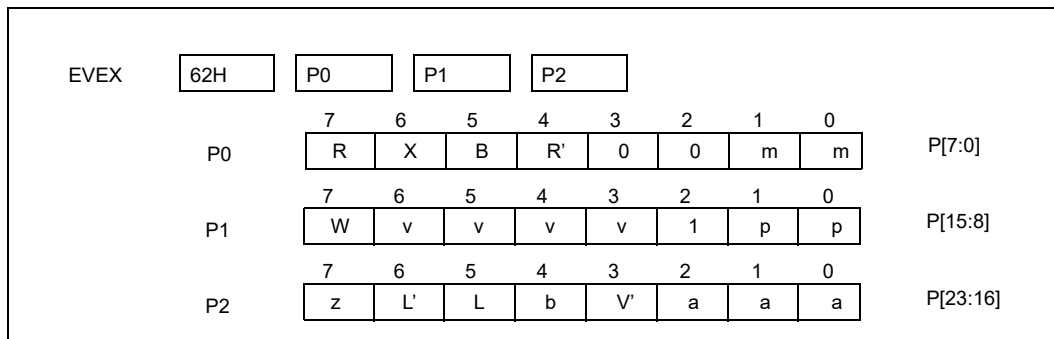 EVEX 62H P0 P1 P2
7 6 5 4 3 2 1 0
P0 R X B R’ 0 0 m m P[7:0]
7 6 5 4 3 2 1 0
P1 W v v v v 1 p p P[15:8]
7 6 5 4 3 2 1 0
P2 z L’ L b V’ a a a P[23:16]